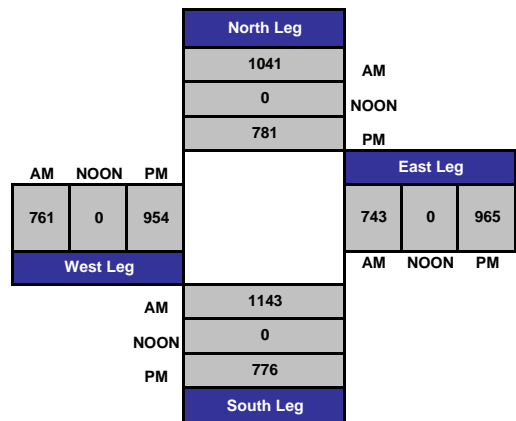 North Leg
1041 AM
0 NOON
781 PM
AM NOON PM
East Leg
761 0 954
743 0 965
West Leg
AM NOON PM
AM 1143
NOON 0
PM 776
South Leg